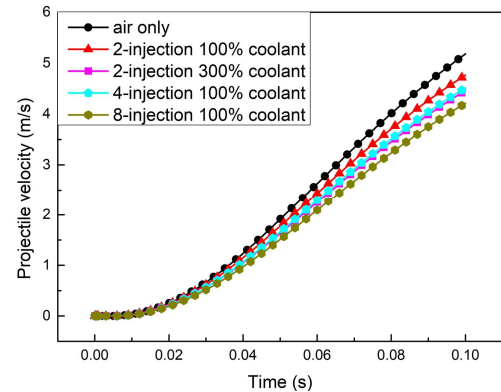 air only
2-injection 100% coolant
2-injection 300% coolant
4-injection 100% coolant
8-injection 100% coolant
Projectile velocity (m/s)
6
5
4
3
2
1
0
0.00 0.02 0.04 0.06 0.08 0.10
Time (s)